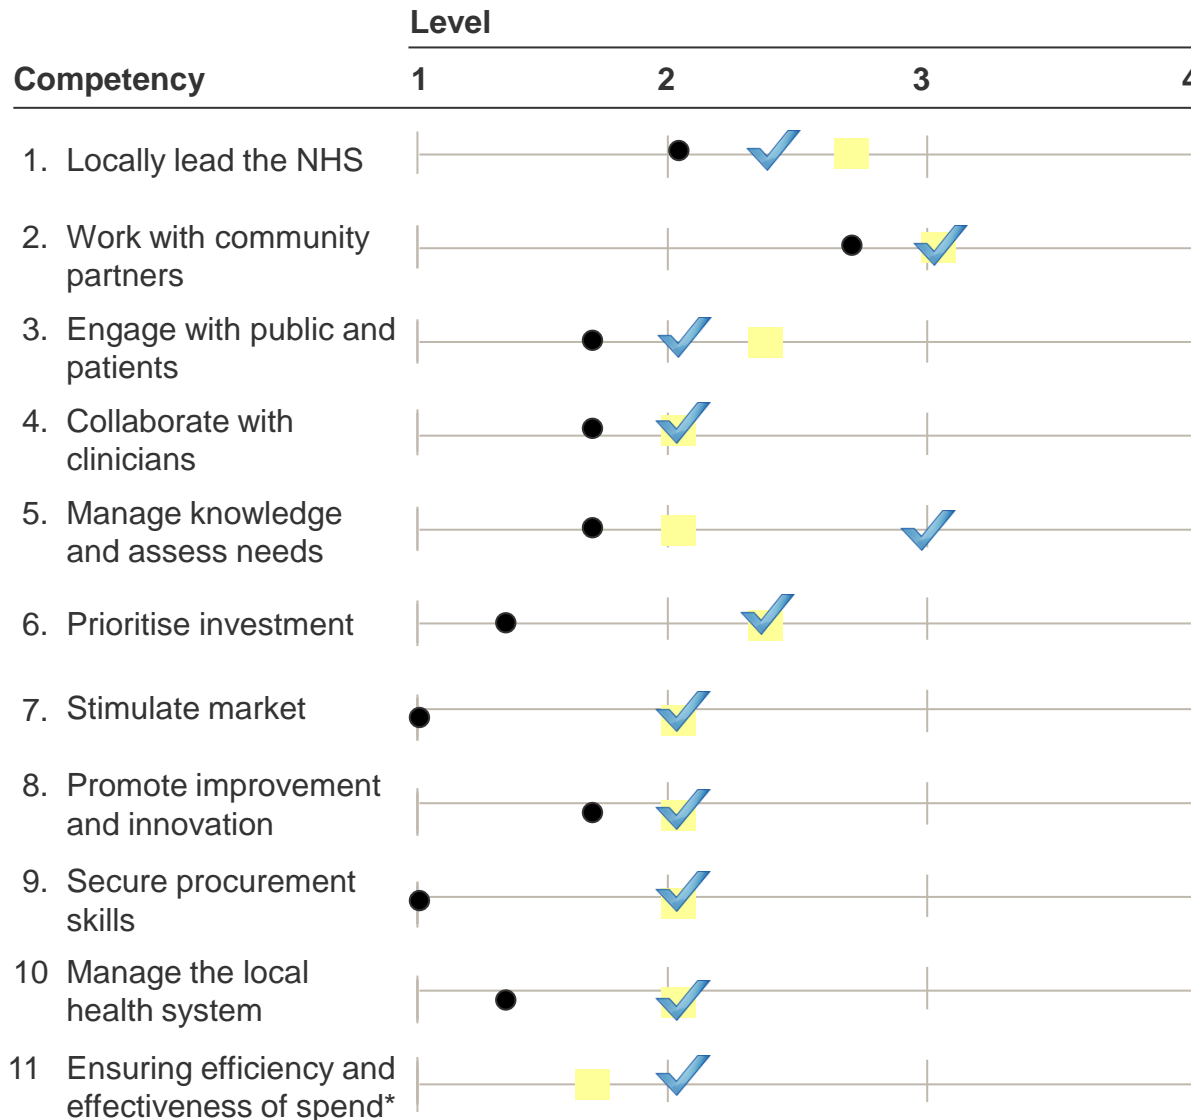 Level
Competency 1 2 3 4
1. Locally lead the NHS
2. Work with community
partners
3. Engage with public and
patients
4. Collaborate with
clinicians
5. Manage knowledge
and assess needs
6. Prioritise investment
7. Stimulate market
8. Promote improvement
and innovation
9. Secure procurement
skills
10 Manage the local
health system
11 Ensuring efficiency and
effectiveness of spend*